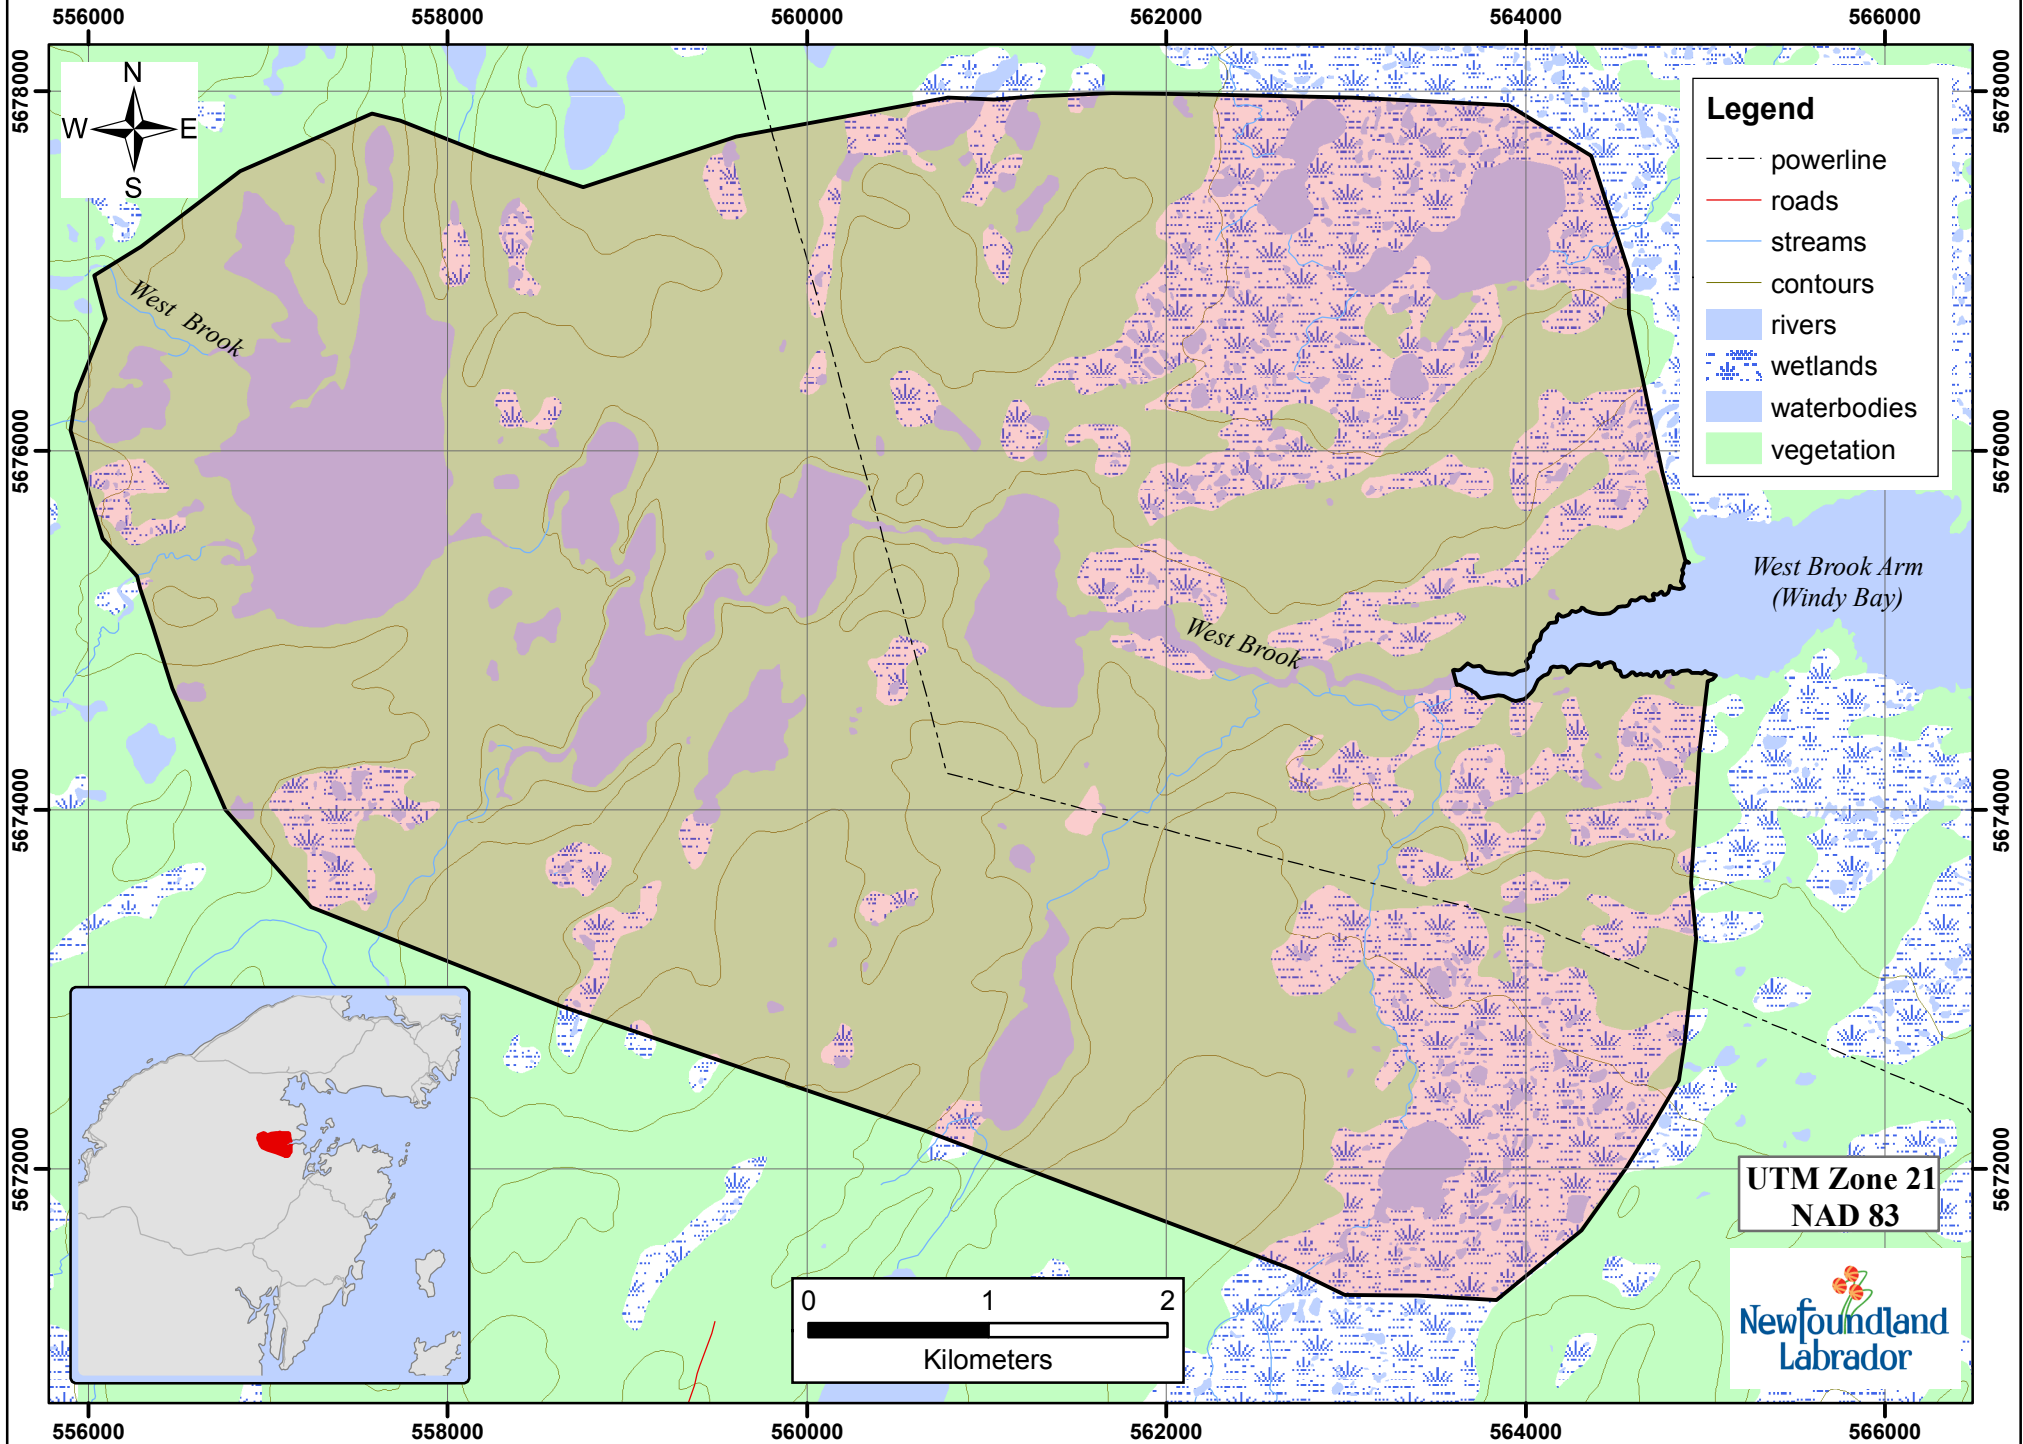 556000 558000 560000 562000 564000 566000
5678000
5678000
N
W E
S
Legend
powerline
roads
streams
contours
rivers
wetlands
waterbodies
vegetation
West Brook
5676000
5676000
West Brook Arm
(Windy Bay)
West Brook
5674000
5674000
5672000
5672000
UTM Zone 21
NAD 83
0 1 2
Kilometers
Newfoundland
Labrador
556000 558000 560000 562000 564000 566000